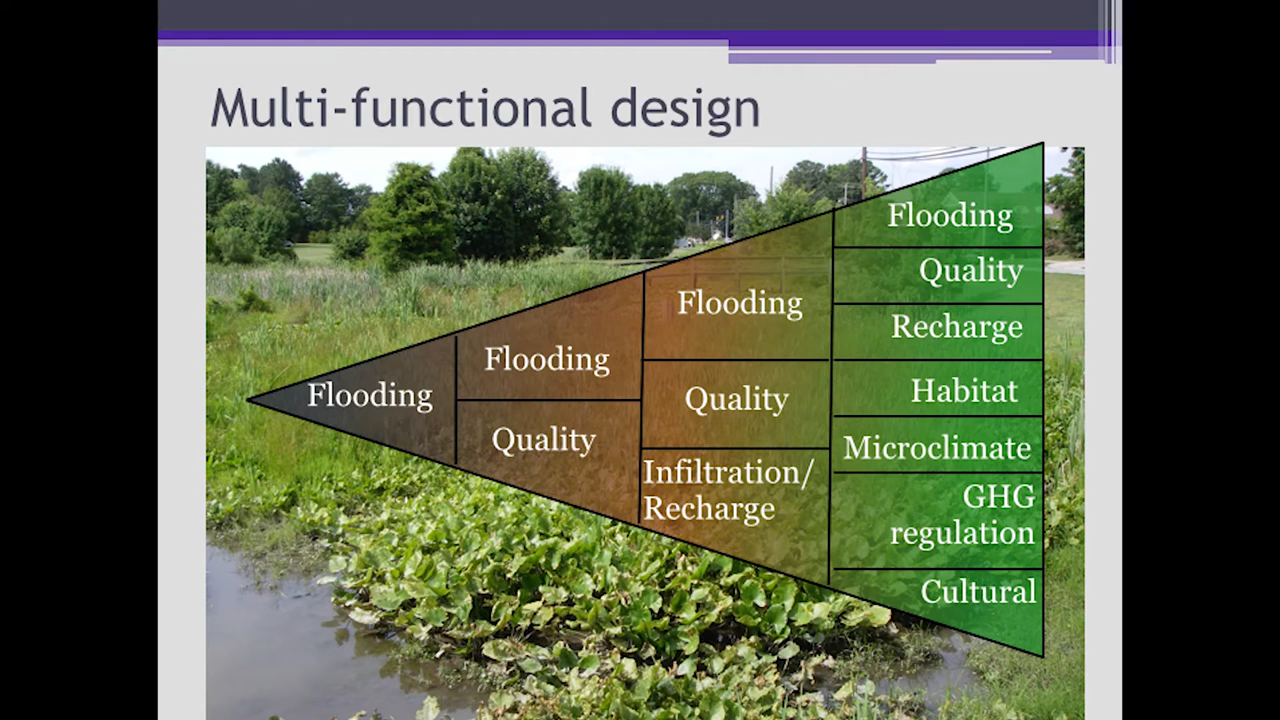 Multi-functional design
Flooding
Flooding
Quality
Flooding
Quality
Infiltration/
Recharge
Flooding
Quality
Recharge
Habitat
Microclimate
GHG
regulation
Cultural